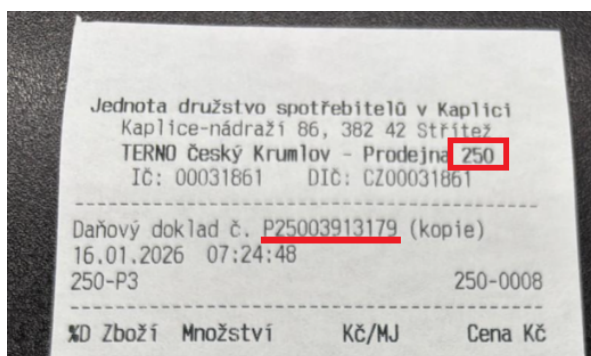 Jednota družstvo spotřebitelů v Kaplici
Kaplice-nádraží 86, 382 42 Střítež
TERNO Český Krumlov - Prodejna 250
IČ: 00031861 DIČ: CZ00031861
Daňový doklad č. P25003913179 (kopie)
16.01.2026 07:24:48
250-P3 250-0008
%D Zboží Množství Kč/MJ Cena Kč